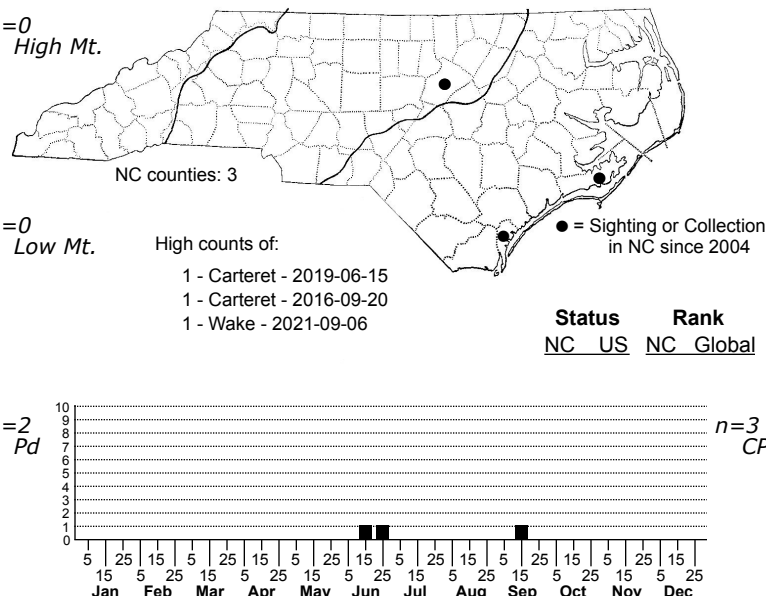 =0
High Mt.
NC counties: 3
=0
Low Mt.
High counts of:
1 - Carteret - 2019-06-15
1 - Carteret - 2016-09-20
1 - Wake - 2021-09-06
● = Sighting or Collection
in NC since 2004
Status Rank
NC US NC Global
=2
Pd
n=3
CP
10
9
8
7
6
5
4
3
2
1
0
5 25 15 5 25 15 5 25 15 5 25 15 5 25 15 5 25 15
15 5 25 15 5 25 15 5 25 15 5 25 15 5 25 15 5 25
Jan Feb Mar Apr May Jun Jul Aug Sep Oct Nov Dec